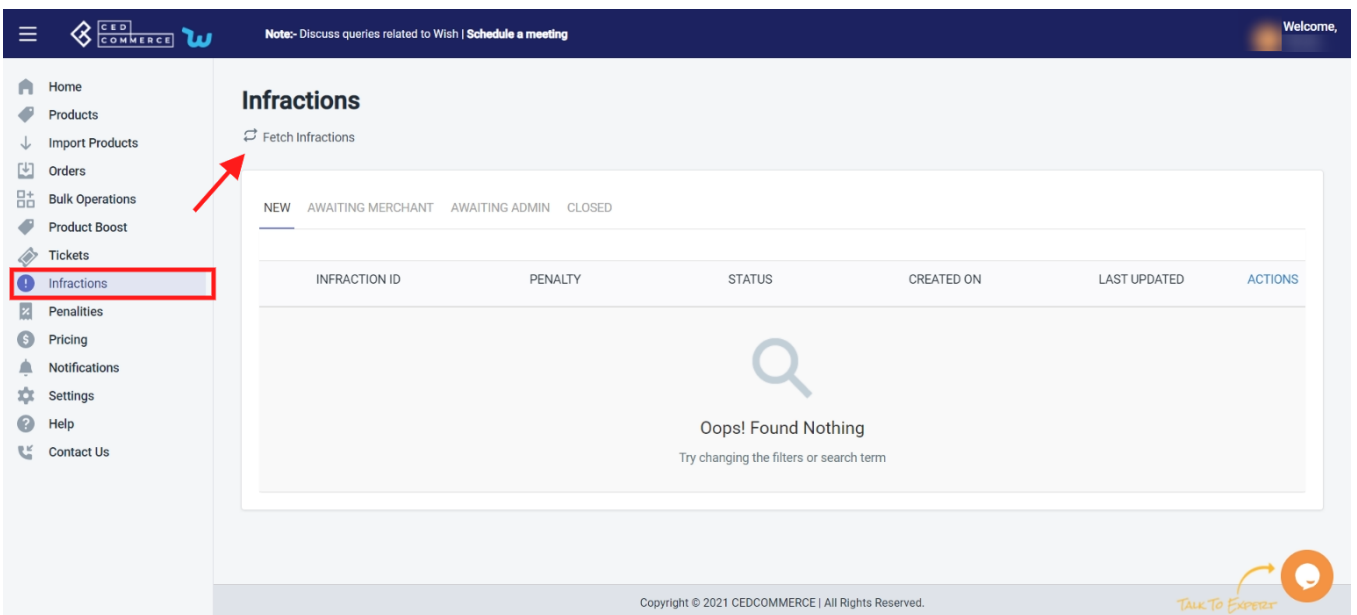 CED COMMERCE
Note:- Discuss queries related to Wish | Schedule a meeting
Welcome,
Home
Products
Import Products
Orders
Bulk Operations
Product Boost
Tickets
Infractions
Penalities
Pricing
Notifications
Settings
Help
Contact Us
Infractions
Fetch Infractions
NEW AWAITING MERCHANT AWAITING ADMIN CLOSED
INFRACTION ID PENALTY STATUS CREATED ON LAST UPDATED ACTIONS
Oops! Found Nothing
Try changing the filters or search term
Copyright © 2021 CEDCOMMERCE | All Rights Reserved.
TALK TO EXPERT